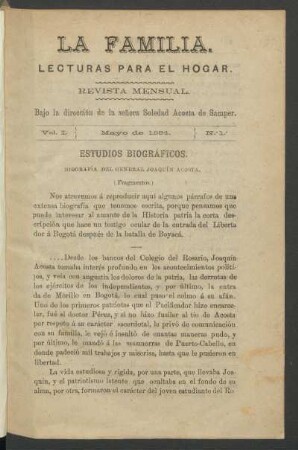 LA FAMILIA.
LECTURAS PARA EL HOGAR.
REVISTA MENSUAL.
Bajo la dirección de la señora Soledad Acosta de Samper.
Vol. I. Mayo de 1884. N.º 1.º
ESTUDIOS BIOGRÁFICOS.
BIOGRAFÍA DEL GENERAL JOAQUÍN ACOSTA.
(Fragmentos.)
Nos atrevemos á reproducir aquí algunos párrafos de una
extensa biografía que tenemos escrita, porque pensamos que
puede interesar al amante de la Historia patria la corta des-
cripción que hace un testigo ocular de la entrada del Liberta
dor á Bogotá después de la batalla de Boyacá.
.....Desde los bancos del Colegio del Rosario, Joaquín
Acosta tomaba interés profundo en los acontecimientos políti-
cos, y veía con angustia los dolores de la patria, las derrotas de
los ejércitos de los Independientes, y por último, la entra
da de Morillo en Bogotá, lo cual puso el colmo á su afán.
Uno de los primeros patriotas que el Pacificador hizo encarce-
lar, fué al doctor Pérez, y si no hizo fusilar al tío de Acosta
por respeto á su carácter sacerdotal, lo privó de comunicación
con su familia, le vejó é insultó de cuantas maneras pudo, y
por último, le mandó á las mazmorras de Puerto-Cabello, en
donde padeció mil trabajos y miserias, hasta que le pusieron en
libertad.
La vida estudiosa y rígida, por una parte, que llevaba Joa-
quín, y el patriotismo latente que ocultaba en el fondo de su
alma, por otra, formaron el carácter del joven estudiante del Ro-